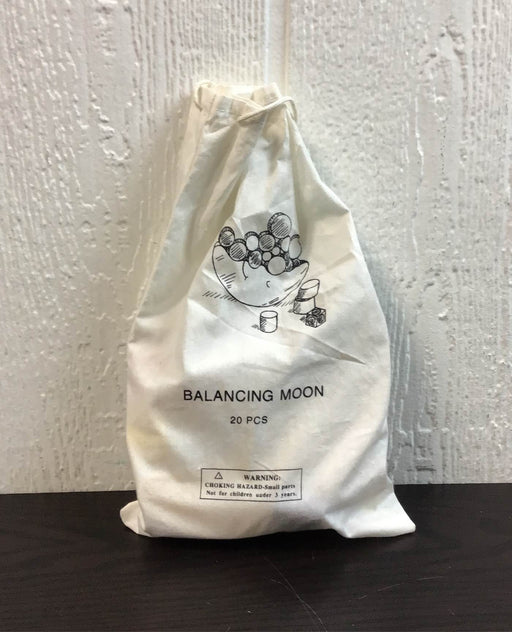 BALANCING MOON
20 PCS
WARNING:
CHOKING HAZARD-Small parts
Not for children under 3 years.